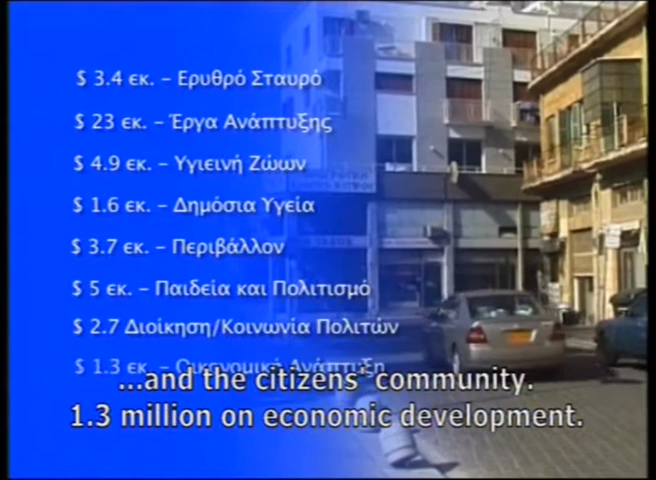 $ 3.4 εκ. – Ερυθρό Σταυρό
$ 23 εκ. – Έργα Ανάπτυξης
$ 4.9 εκ. – Υγιεινή Ζώων
$ 1.6 εκ. – Δημόσια Υγεία
$ 3.7 εκ. – Περιβάλλον
$ 5 εκ. – Παιδεία και Πολιτισμό
$ 2.7 Διοίκηση/Κοινωνία Πολιτών
$ 1.3 εκ. – Οικονομική Ανάπτυξη
...and the citizens' community.
1.3 million on economic development.